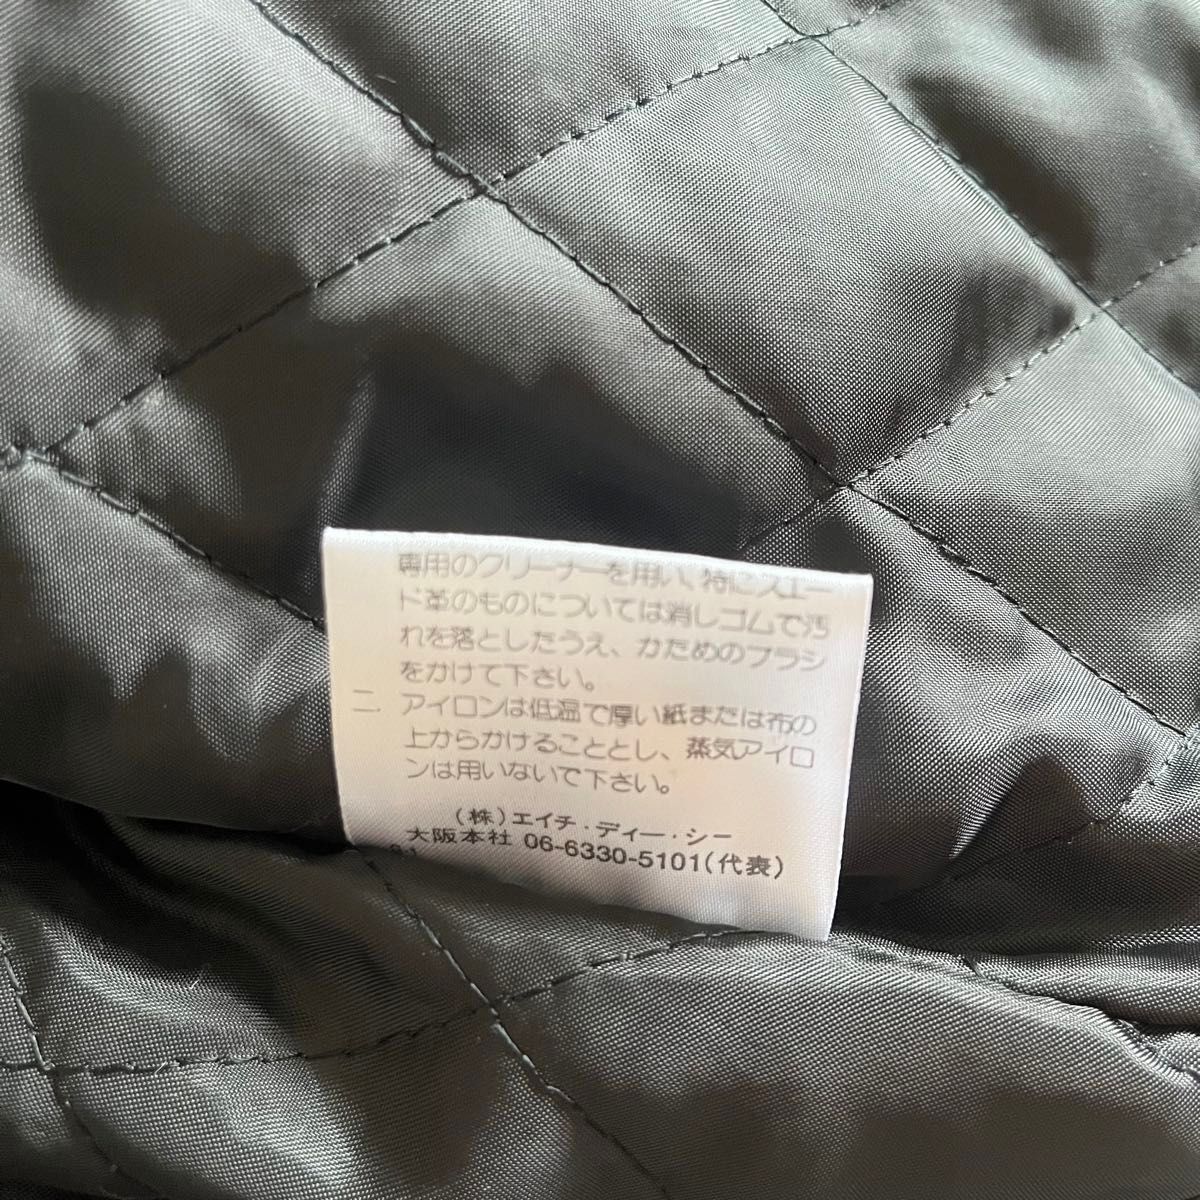 専用のクリーナーを用い、特にスエー
ド革のものについては消しゴムで汚
れを落としたうえ、かためのブラシ
をかけて下さい。
二 アイロンは低温で厚い紙または布の
上からかけることとし、蒸気アイロ
ンは用いないで下さい。
(株)エイチ・ディー・シー
大阪本社 06-6330-5101(代表)